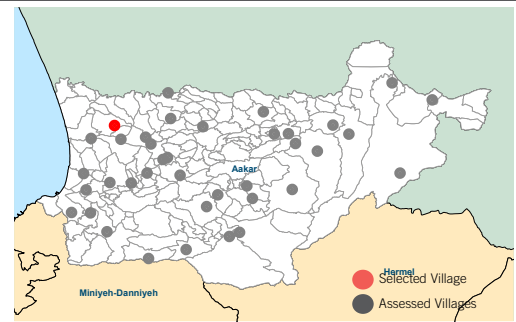 Aakar
Hermel
Selected Village
Miniyeh-Danniyeh
Assessed Villages